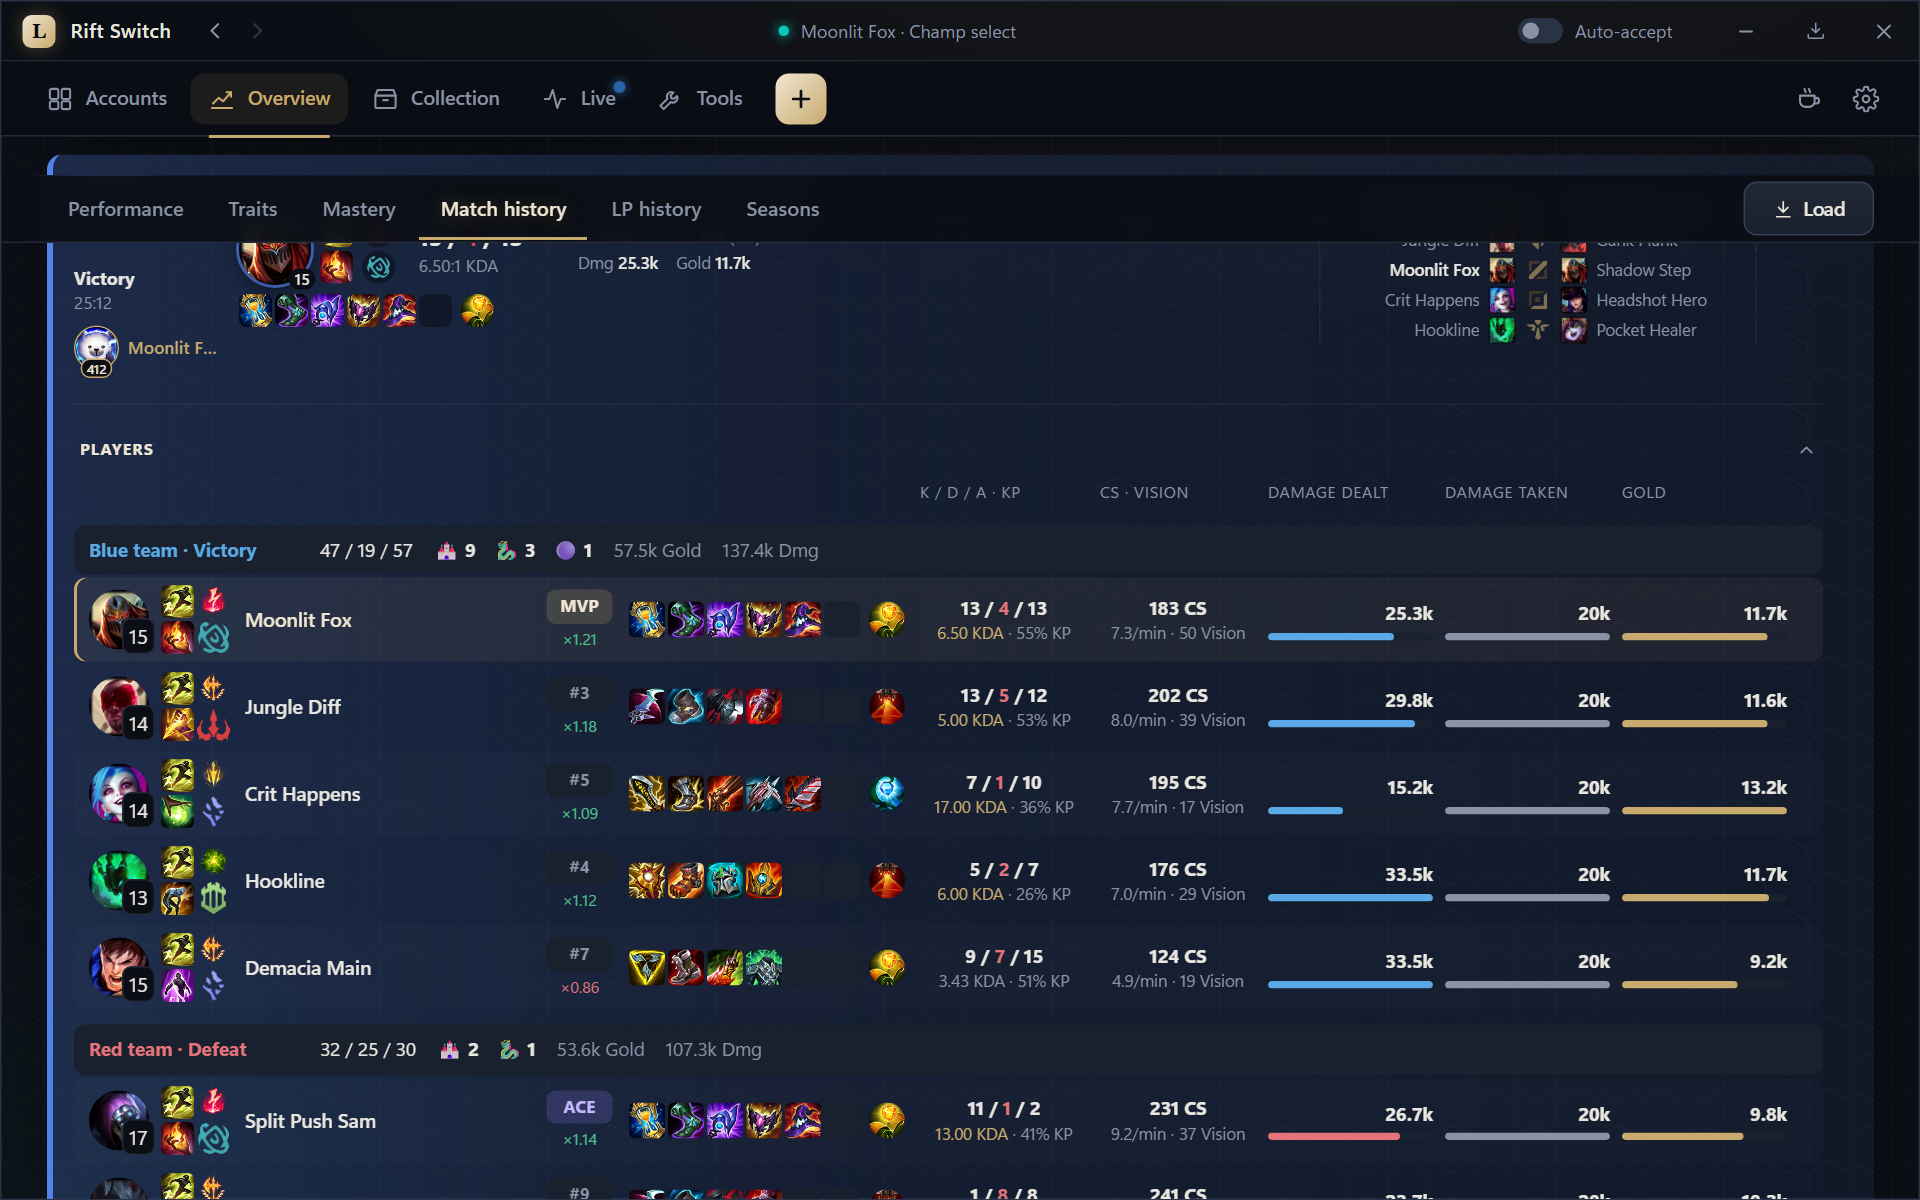 L Rift Switch
Moonlit Fox · Champ select
Auto-accept
Accounts
Overview
Collection
Live
Tools
+
Performance
Traits
Mastery
Match history
LP history
Seasons
Load
Victory
25:12
15
6.50:1 KDA
Dmg 25.3k Gold 11.7k
412
Moonlit F...
Moonlit Fox
Shadow Step
Crit Happens
Headshot Hero
Hookline
Pocket Healer
PLAYERS
K / D / A · KP
CS · VISION
DAMAGE DEALT
DAMAGE TAKEN
GOLD
Blue team · Victory 47 / 19 / 57 9 3 1 57.5k Gold 137.4k Dmg
15
Moonlit Fox
MVP
×1.21
13 / 4 / 13
6.50 KDA · 55% KP
183 CS
7.3/min · 50 Vision
25.3k
20k
11.7k
14
Jungle Diff
#3
×1.18
13 / 5 / 12
5.00 KDA · 53% KP
202 CS
8.0/min · 39 Vision
29.8k
20k
11.6k
14
Crit Happens
#5
×1.09
7 / 1 / 10
17.00 KDA · 36% KP
195 CS
7.7/min · 17 Vision
15.2k
20k
13.2k
13
Hookline
#4
×1.12
5 / 2 / 7
6.00 KDA · 26% KP
176 CS
7.0/min · 29 Vision
33.5k
20k
11.7k
15
Demacia Main
#7
×0.86
9 / 7 / 15
3.43 KDA · 51% KP
124 CS
4.9/min · 19 Vision
33.5k
20k
9.2k
Red team · Defeat 32 / 25 / 30 2 1 53.6k Gold 107.3k Dmg
17
Split Push Sam
ACE
×1.14
11 / 1 / 2
13.00 KDA · 41% KP
231 CS
9.2/min · 37 Vision
26.7k
20k
9.8k
#9
1 / 8 / 8
241 CS